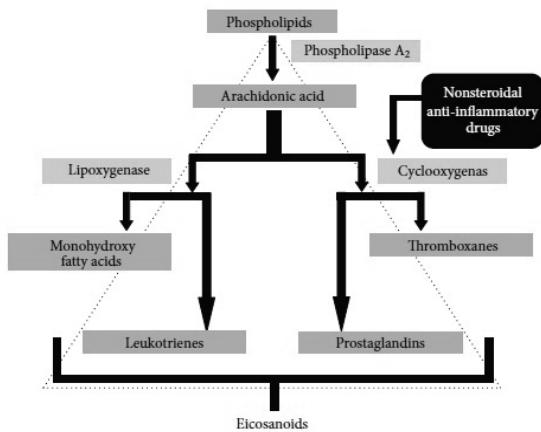 Phospholipids
Phospholipase A₂
Arachidonic acid
Nonsteroidal
anti-inflammatory
drugs
Lipoxygenase
Cyclooxygenas
Monohydroxy
fatty acids
Thromboxanes
Leukotrienes
Prostaglandins
Eicosanoids